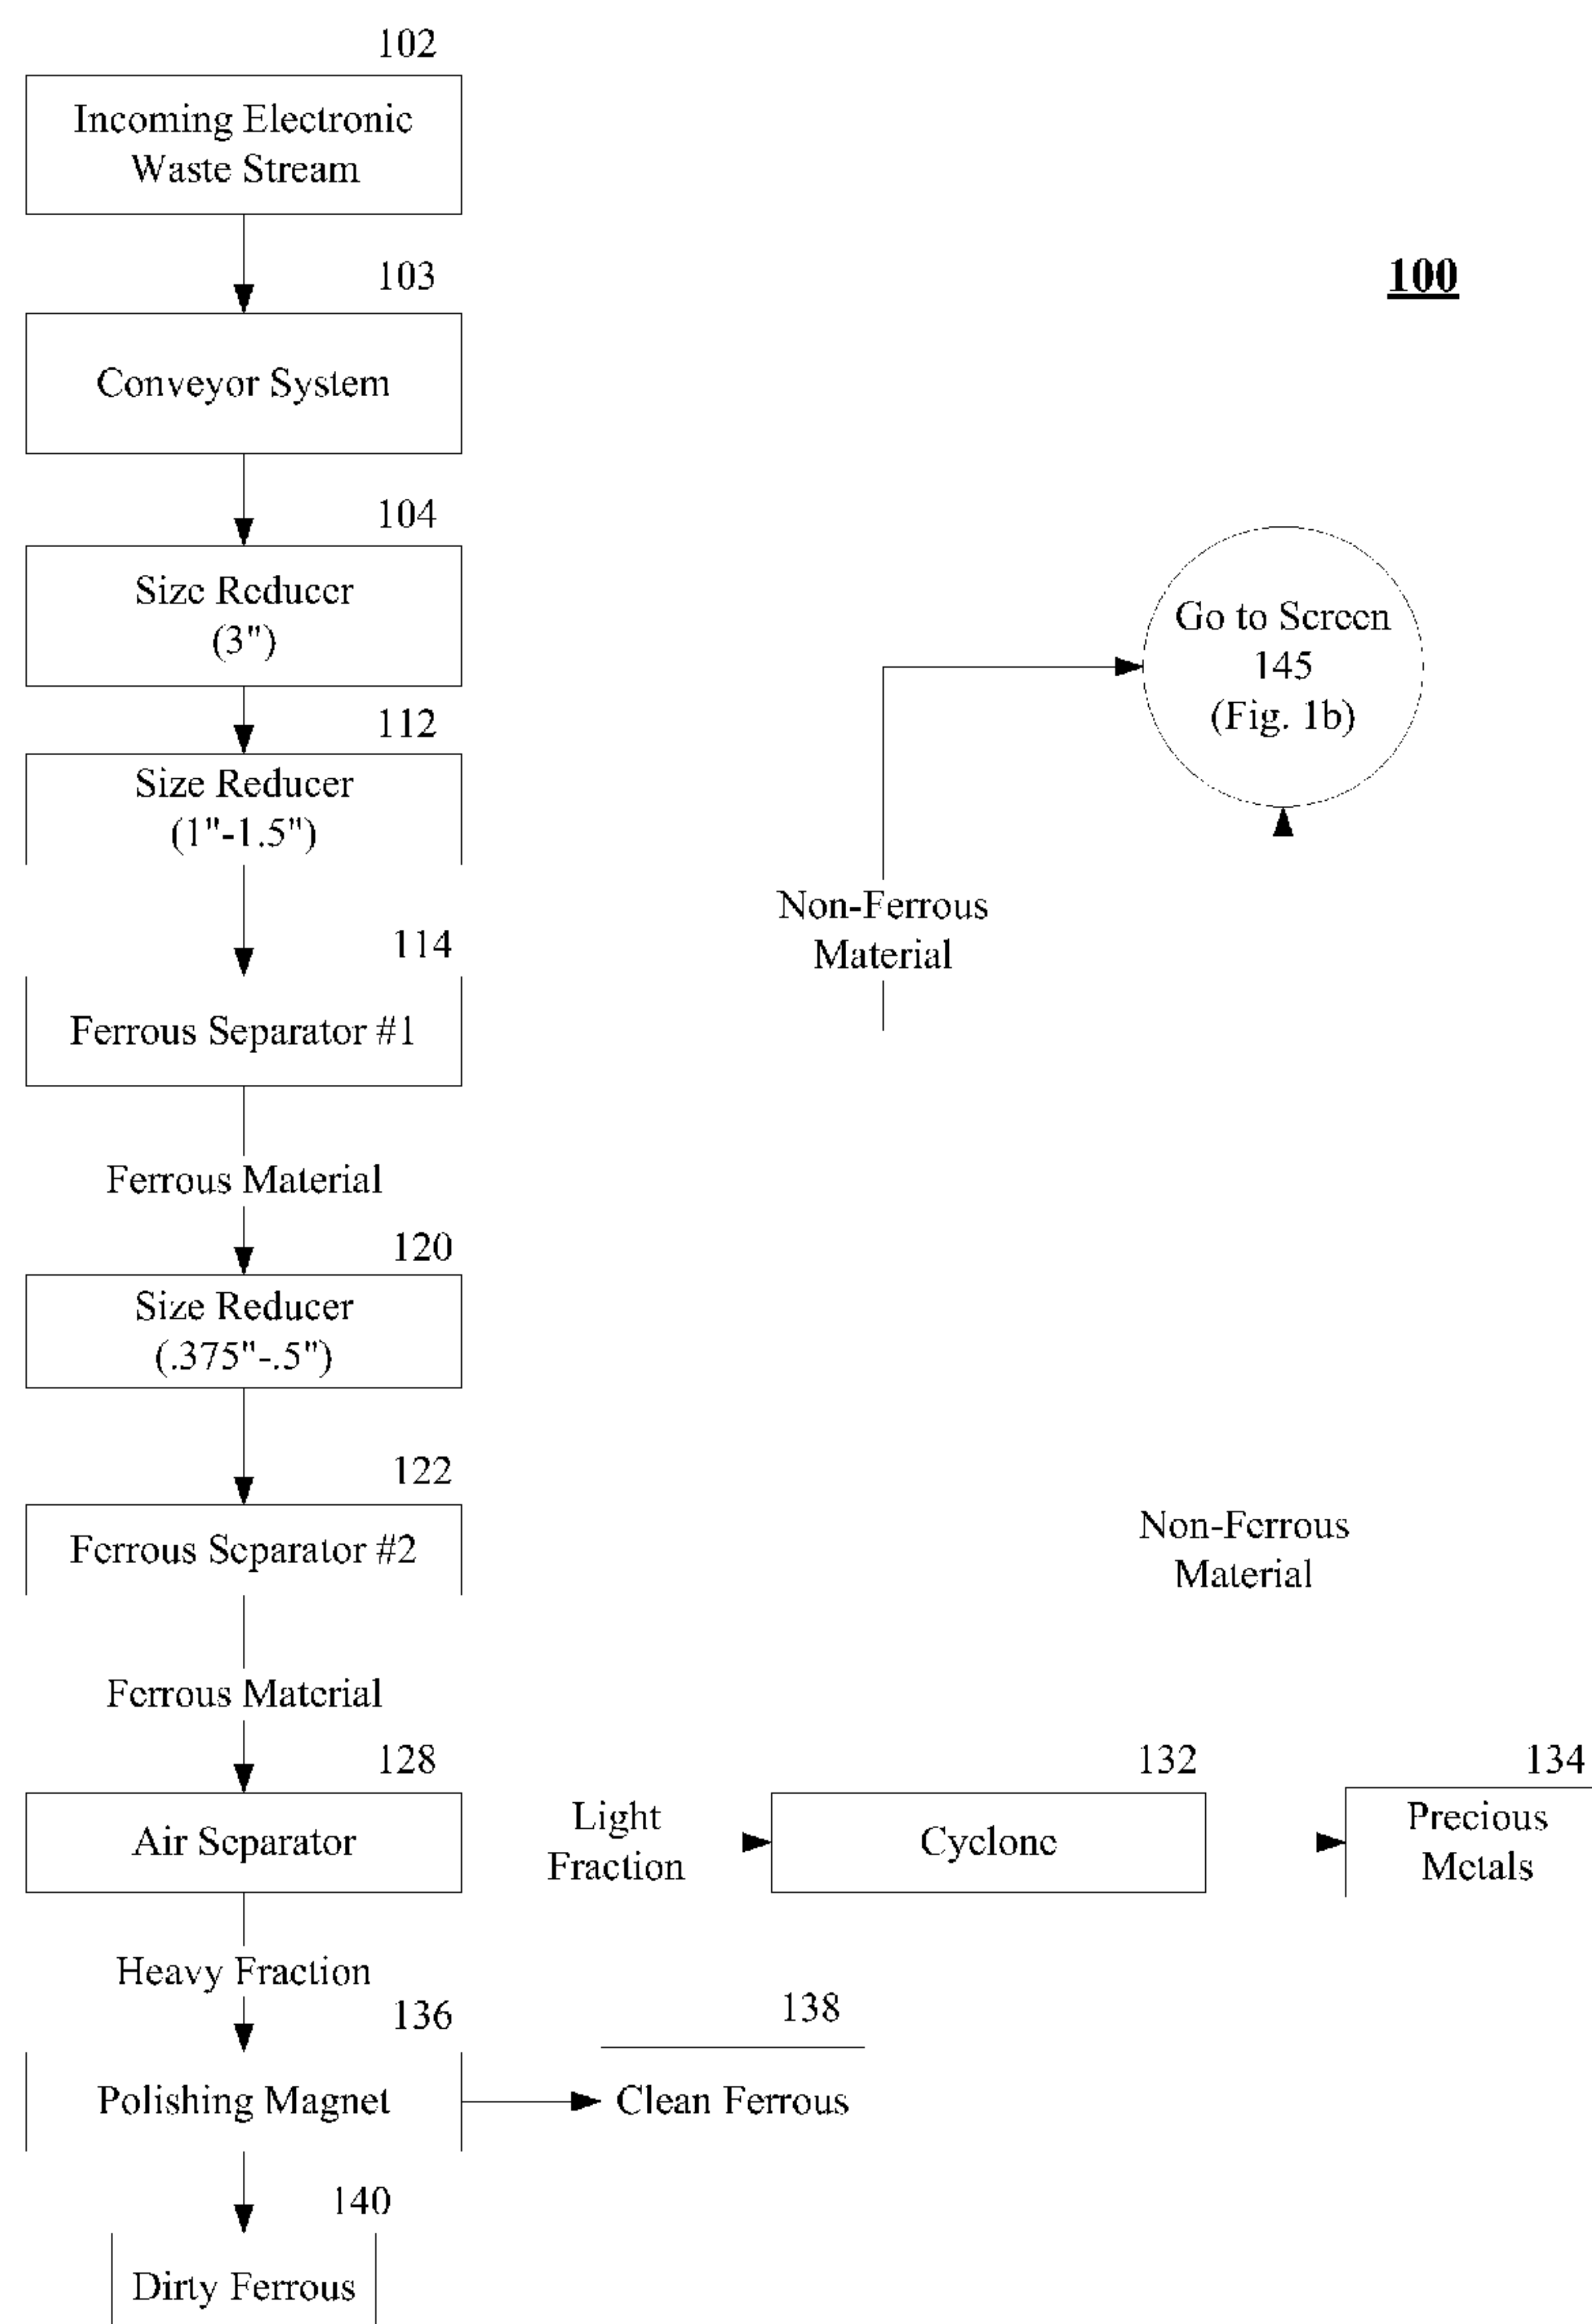 102
Incoming Electronic
Waste Stream
103
100
Conveyor System
104
Size Reducer
(3")
Go to Screen
145
(Fig. 1b)
112
Size Reducer
(1"-1.5")
Non-Ferrous
Material
114
Ferrous Separator #1
Ferrous Material
120
Size Reducer
(.375"-.5")
122
Ferrous Separator #2
Non-Ferrous
Material
Ferrous Material
128
Air Separator
Light
Fraction
132
Cyclone
134
Precious
Metals
Heavy Fraction
136
Polishing Magnet
138
Clean Ferrous
140
Dirty Ferrous